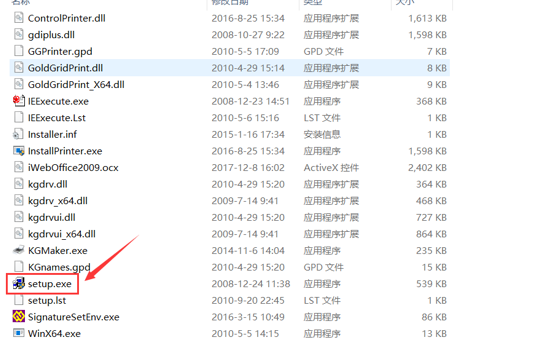 名称 修改日期 类型 大小
ControlPrinter.dll 2016-8-25 15:34 应用程序扩展 1,613 KB
gdiplus.dll 2008-10-27 9:22 应用程序扩展 1,598 KB
GGPrinter.gpd 2010-5-5 17:09 GPD 文件 7 KB
GoldGridPrint.dll 2010-4-29 15:14 应用程序扩展 8 KB
GoldGridPrint_X64.dll 2010-5-4 13:46 应用程序扩展 9 KB
IEExecute.exe 2008-12-23 14:51 应用程序 368 KB
IEExecute.Lst 2010-5-6 15:16 LST 文件 1 KB
Installer.inf 2015-1-16 17:34 安装信息 1 KB
InstallPrinter.exe 2016-8-25 15:34 应用程序 1,598 KB
iWebOffice2009.ocx 2017-12-8 16:02 ActiveX 控件 2,402 KB
kgdrv.dll 2010-4-29 15:20 应用程序扩展 364 KB
kgdrv_x64.dll 2009-7-14 9:41 应用程序扩展 468 KB
kgdrvui.dll 2010-4-29 15:20 应用程序扩展 727 KB
kgdrvui_x64.dll 2009-7-14 9:41 应用程序扩展 864 KB
KGMaker.exe 2014-11-6 14:04 应用程序 235 KB
KGnames.gpd 2010-4-29 15:20 GPD 文件 15 KB
setup.exe 2008-12-24 11:38 应用程序 539 KB
setup.lst 2010-9-20 22:45 LST 文件 1 KB
SignatureSetEnv.exe 2016-3-15 10:49 应用程序 86 KB
WinX64.exe 2010-5-5 14:15 应用程序 13 KB